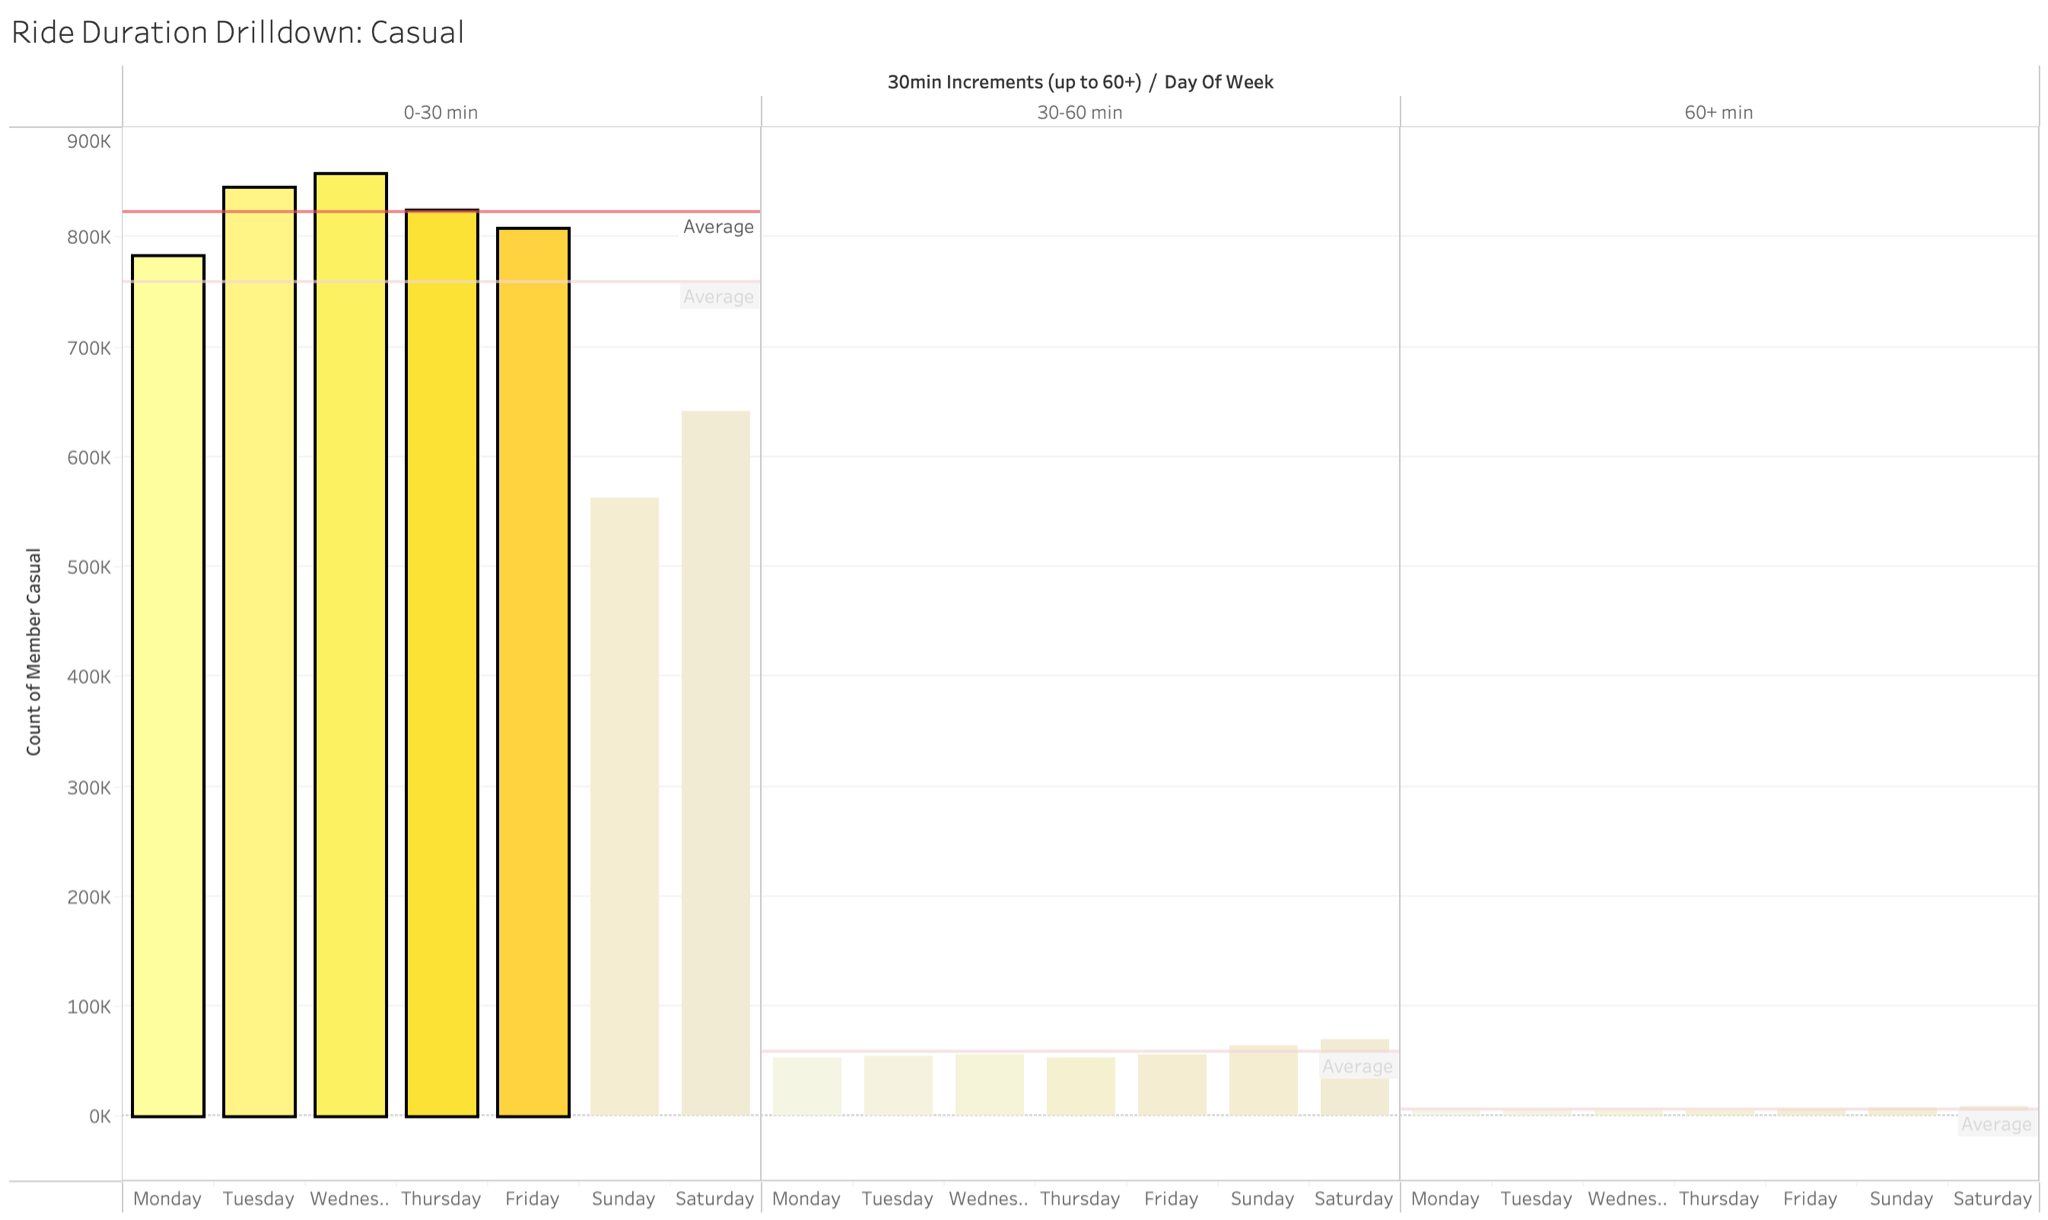 Ride Duration Drilldown: Casual
30min Increments (up to 60+) / Day Of Week
0-30 min 30-60 min 60+ min
900K
Average
800K
Average
700K
600K
500K
Count of Member Casual
400K
300K
200K
100K
Average
0K
Average
Monday Tuesday Wednes.. Thursday Friday Sunday Saturday Monday Tuesday Wednes.. Thursday Friday Sunday Saturday Monday Tuesday Wednes.. Thursday Friday Sunday Saturday